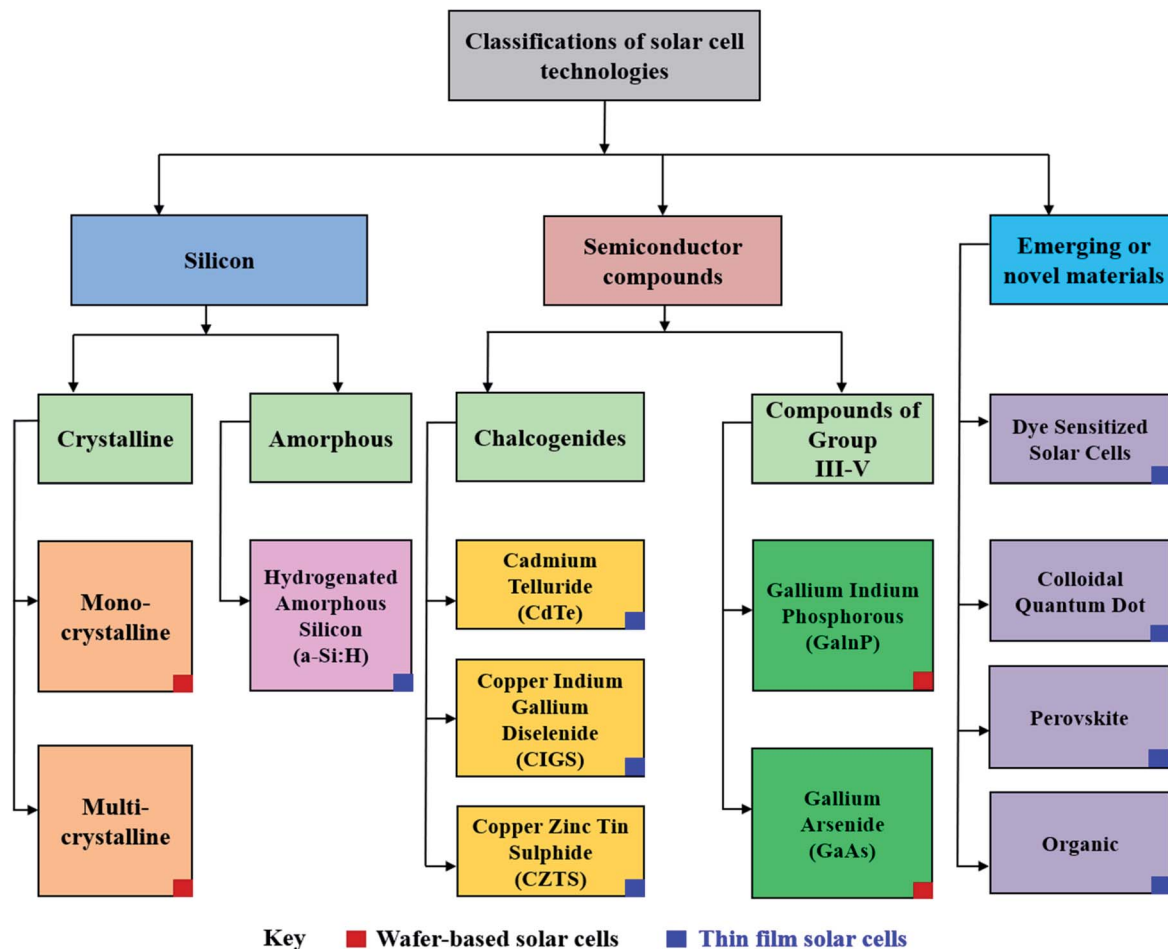 Classifications of solar cell
technologies
Silicon
Semiconductor
compounds
Emerging or
novel materials
Crystalline
Amorphous
Chalcogenides
Compounds of
Group
III-V
Dye Sensitized
Solar Cells
Mono-
crystalline
Hydrogenated
Amorphous
Silicon
(a-Si:H)
Cadmium
Telluride
(CdTe)
Gallium Indium
Phosphorous
(GalnP)
Colloidal
Quantum Dot
Copper Indium
Gallium
Diselenide
(CIGS)
Perovskite
Multi-
crystalline
Copper Zinc Tin
Sulphide
(CZTS)
Gallium
Arsenide
(GaAs)
Organic
Key Wafer-based solar cells Thin film solar cells